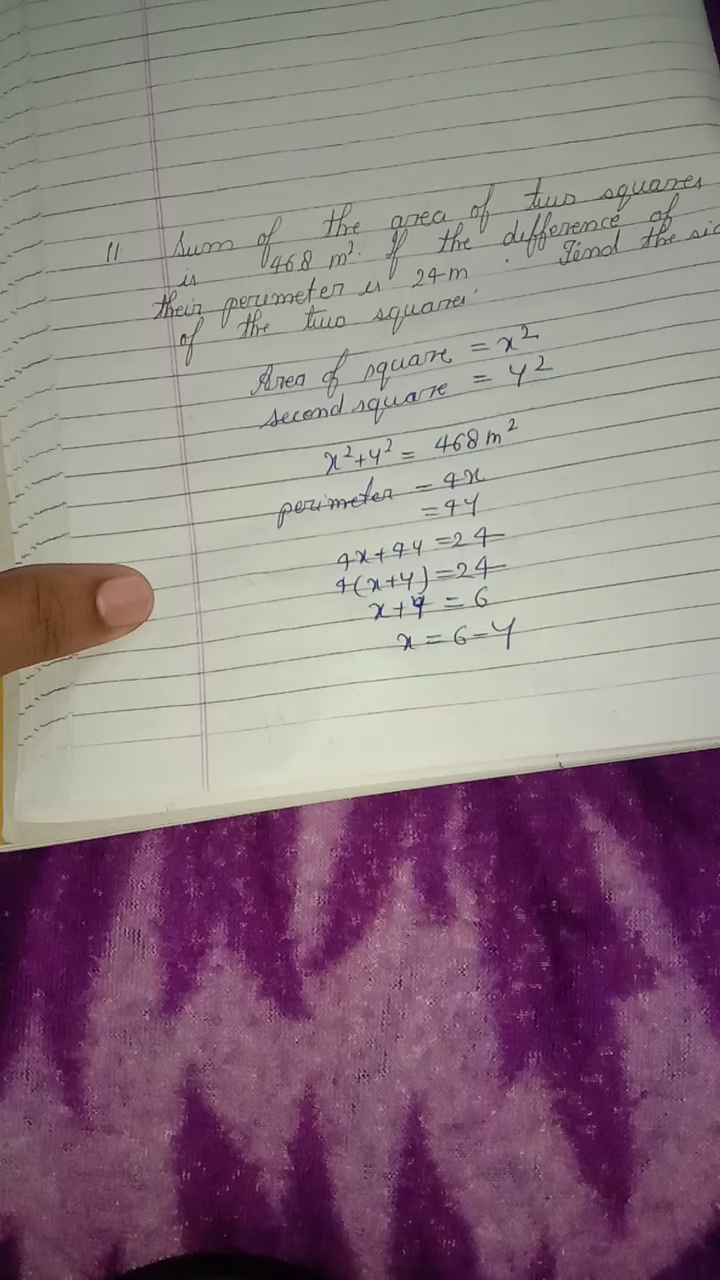 11 Sum of the area of two squares
is 468 m². If the difference of
their perimeter is 24 m. Find the
of the two squares.
Area of square = x²
second square = y²
x²+y² = 468 m²
perimeter = 4x
= 4y
4x+4y = 24
4(x+y) = 24
x+y = 6
x = 6-y